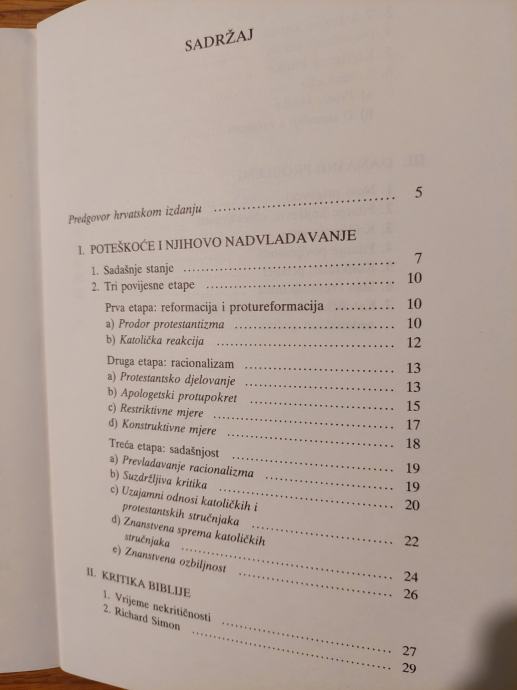 SADRŽAJ
Predgovor hrvatskom izdanju ........ 5
I. POTEŠKOĆE I NJIHOVO NADVLADAVANJE
1. Sadašnje stanje ........ 7
2. Tri povijesne etape ........ 10
Prva etapa: reformacija i protureformacija ........ 10
a) Prodor protestantizma ........ 10
b) Katolička reakcija ........ 12
Druga etapa: racionalizam ........ 13
a) Protestantsko djelovanje ........ 13
b) Apologetski protupokret ........ 15
c) Restriktivne mjere ........ 17
d) Konstruktivne mjere ........ 18
Treća etapa: sadašnjost ........ 19
a) Prevladavanje racionalizma ........ 19
b) Suzdržljiva kritika ........ 20
c) Uzajamni odnosi katoličkih i
protestantskih stručnjaka ........ 22
d) Znanstvena sprema katoličkih
stručnjaka ........ 24
e) Znanstvena ozbiljnost ........ 26
II. KRITIKA BIBLIJE
1. Vrijeme nekritičnosti ........ 27
2. Richard Simon ........ 29